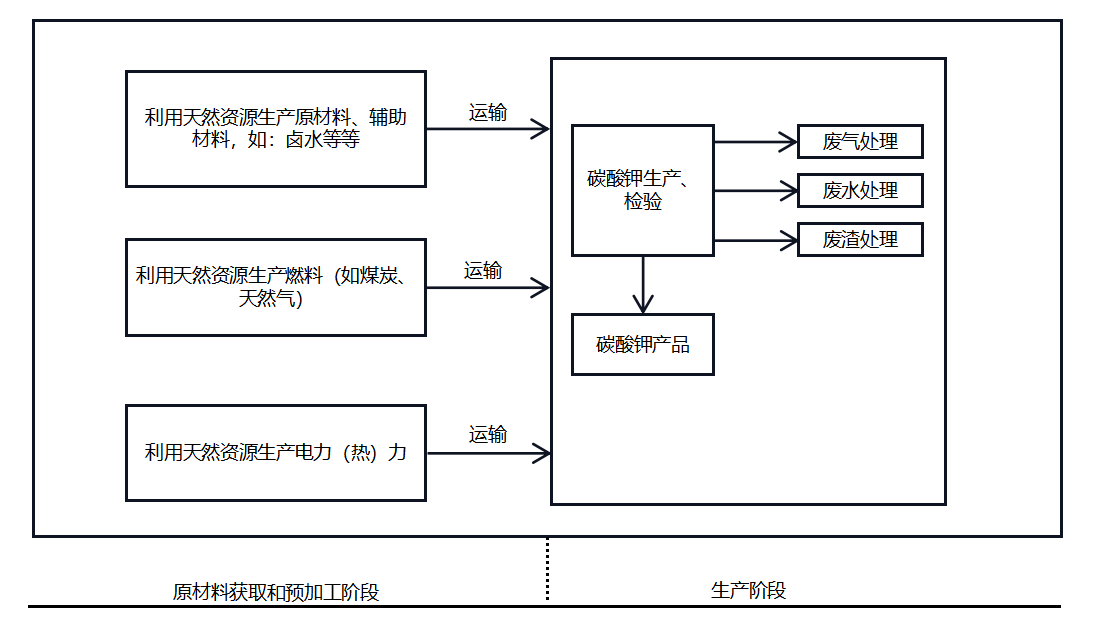 利用天然资源生产原材料、辅助
材料，如：卤水等等
运输
碳酸钾生产、
检验
废气处理
废水处理
废渣处理
利用天然资源生产燃料（如煤炭、
天然气）
运输
碳酸钾产品
利用天然资源生产电力（热）力
运输
原材料获取和预加工阶段
生产阶段